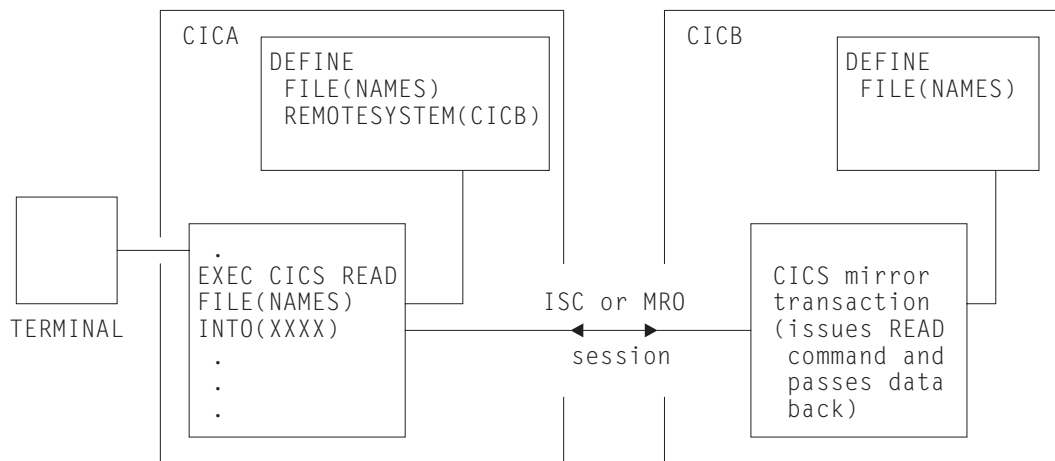 CICA
DEFINE
FILE(NAMES)
REMOTESYSTEM(CICB)
TERMINAL
.
EXEC CICS READ
FILE(NAMES)
INTO(XXXX)
.
.
.
ISC or MRO
session
CICB
DEFINE
FILE(NAMES)
CICS mirror
transaction
(issues READ
command and
passes data
back)